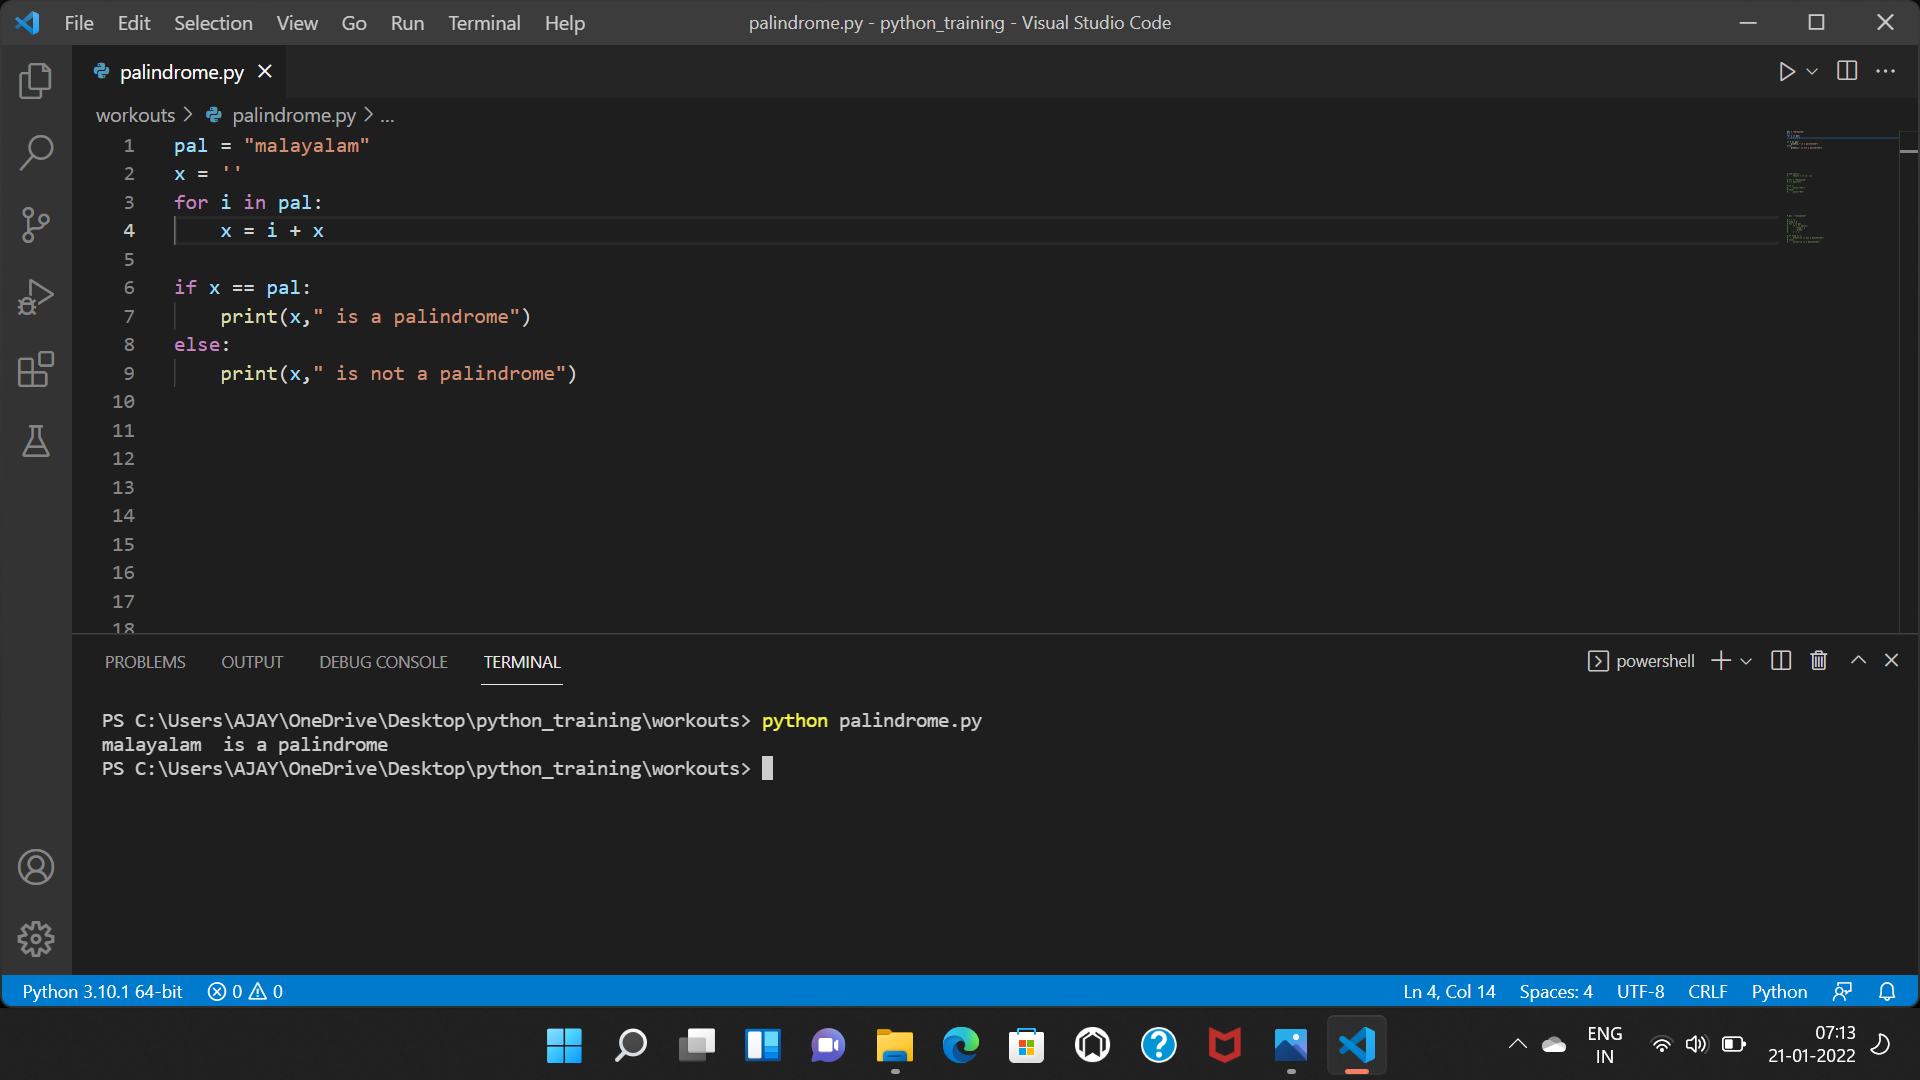 File Edit Selection View Go Run Terminal Help palindrome.py - python_training - Visual Studio Code
palindrome.py
workouts > palindrome.py > ...
1 pal = "malayalam"
2 x = ''
3 for i in pal:
4     x = i + x
5
6 if x == pal:
7     print(x," is a palindrome")
8 else:
9     print(x," is not a palindrome")
10
11
12
13
14
15
16
17
18
PROBLEMS OUTPUT DEBUG CONSOLE TERMINAL powershell
PS C:\Users\AJAY\OneDrive\Desktop\python_training\workouts> python palindrome.py
malayalam  is a palindrome
PS C:\Users\AJAY\OneDrive\Desktop\python_training\workouts>
Python 3.10.1 64-bit 0 0 Ln 4, Col 14 Spaces: 4 UTF-8 CRLF Python
ENG 07:13
IN 21-01-2022